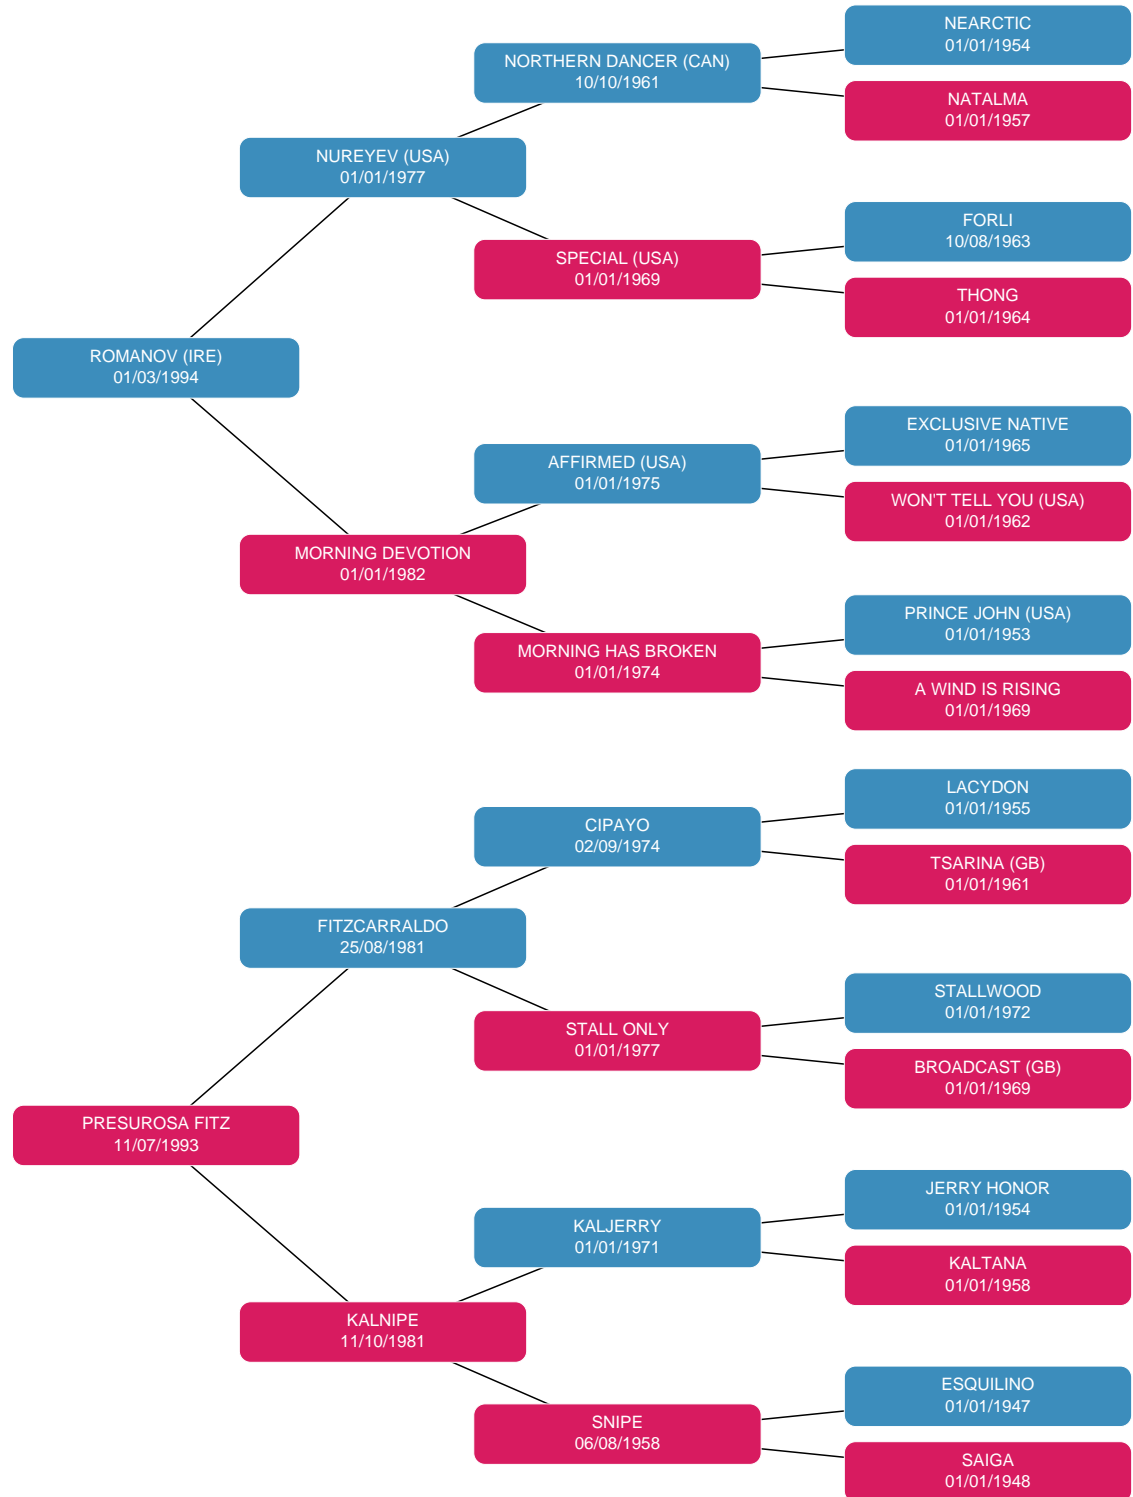 NEARCTIC
01/01/1954
NORTHERN DANCER (CAN)
10/10/1961
NATALMA
01/01/1957
NUREYEV (USA)
01/01/1977
FORLI
10/08/1963
SPECIAL (USA)
01/01/1969
THONG
01/01/1964
ROMANOV (IRE)
01/03/1994
EXCLUSIVE NATIVE
01/01/1965
AFFIRMED (USA)
01/01/1975
WON'T TELL YOU (USA)
01/01/1962
MORNING DEVOTION
01/01/1982
PRINCE JOHN (USA)
01/01/1953
MORNING HAS BROKEN
01/01/1974
A WIND IS RISING
01/01/1969
LACYDON
01/01/1955
CIPAYO
02/09/1974
TSARINA (GB)
01/01/1961
FITZCARRALDO
25/08/1981
STALLWOOD
01/01/1972
STALL ONLY
01/01/1977
BROADCAST (GB)
01/01/1969
PRESUROSA FITZ
11/07/1993
JERRY HONOR
01/01/1954
KALJERRY
01/01/1971
KALTANA
01/01/1958
KALNIPE
11/10/1981
ESQUILINO
01/01/1947
SNIPE
06/08/1958
SAIGA
01/01/1948